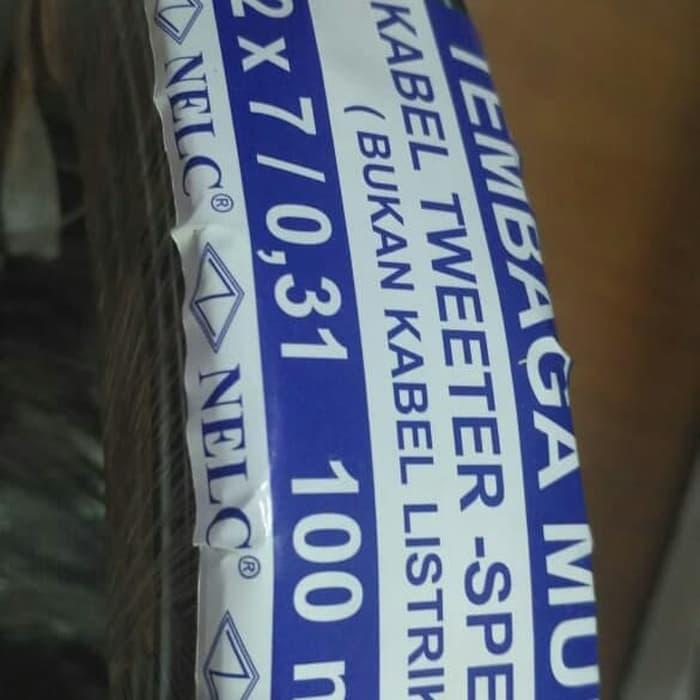 TEMBAGA MU
KABEL TWEETER -SPE
( BUKAN KABEL LISTRIK
2 x 7 / 0,31 100 m
NELC® NELC®